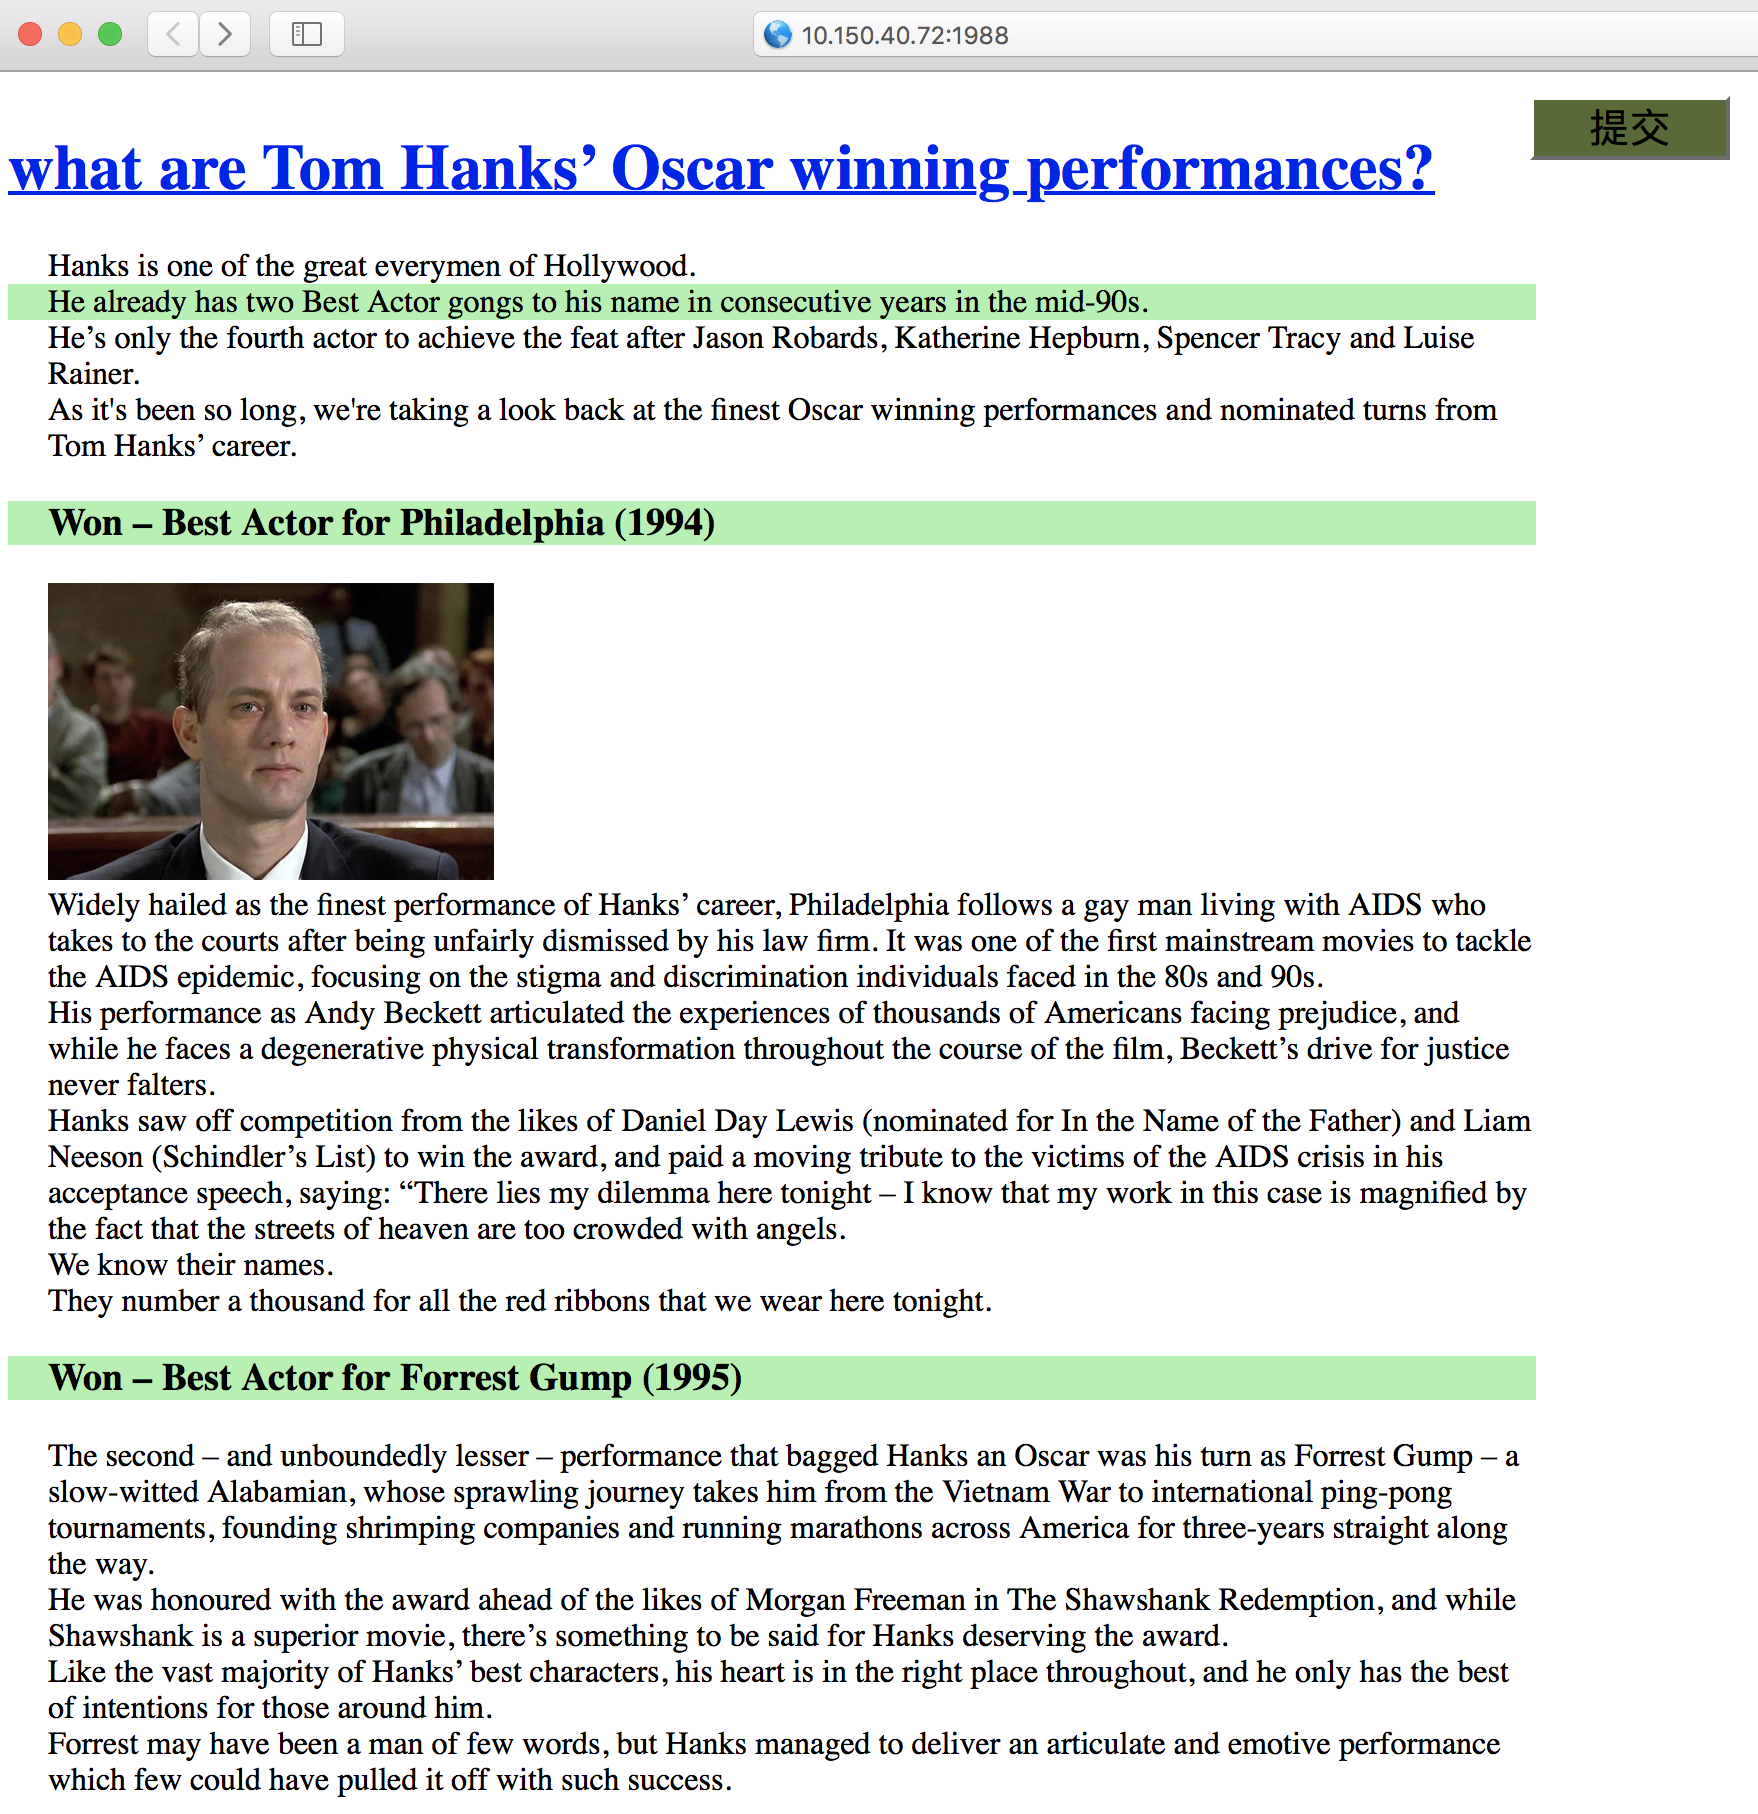 10.150.40.72:1988
提交
what are Tom Hanks’ Oscar winning performances?
Hanks is one of the great everymen of Hollywood.
He already has two Best Actor gongs to his name in consecutive years in the mid-90s.
He’s only the fourth actor to achieve the feat after Jason Robards, Katherine Hepburn, Spencer Tracy and Luise
Rainer.
As it's been so long, we're taking a look back at the finest Oscar winning performances and nominated turns from
Tom Hanks’ career.
Won – Best Actor for Philadelphia (1994)
Widely hailed as the finest performance of Hanks’ career, Philadelphia follows a gay man living with AIDS who
takes to the courts after being unfairly dismissed by his law firm. It was one of the first mainstream movies to tackle
the AIDS epidemic, focusing on the stigma and discrimination individuals faced in the 80s and 90s.
His performance as Andy Beckett articulated the experiences of thousands of Americans facing prejudice, and
while he faces a degenerative physical transformation throughout the course of the film, Beckett’s drive for justice
never falters.
Hanks saw off competition from the likes of Daniel Day Lewis (nominated for In the Name of the Father) and Liam
Neeson (Schindler’s List) to win the award, and paid a moving tribute to the victims of the AIDS crisis in his
acceptance speech, saying: “There lies my dilemma here tonight – I know that my work in this case is magnified by
the fact that the streets of heaven are too crowded with angels.
We know their names.
They number a thousand for all the red ribbons that we wear here tonight.
Won – Best Actor for Forrest Gump (1995)
The second – and unboundedly lesser – performance that bagged Hanks an Oscar was his turn as Forrest Gump – a
slow-witted Alabamian, whose sprawling journey takes him from the Vietnam War to international ping-pong
tournaments, founding shrimping companies and running marathons across America for three-years straight along
the way.
He was honoured with the award ahead of the likes of Morgan Freeman in The Shawshank Redemption, and while
Shawshank is a superior movie, there’s something to be said for Hanks deserving the award.
Like the vast majority of Hanks’ best characters, his heart is in the right place throughout, and he only has the best
of intentions for those around him.
Forrest may have been a man of few words, but Hanks managed to deliver an articulate and emotive performance
which few could have pulled it off with such success.